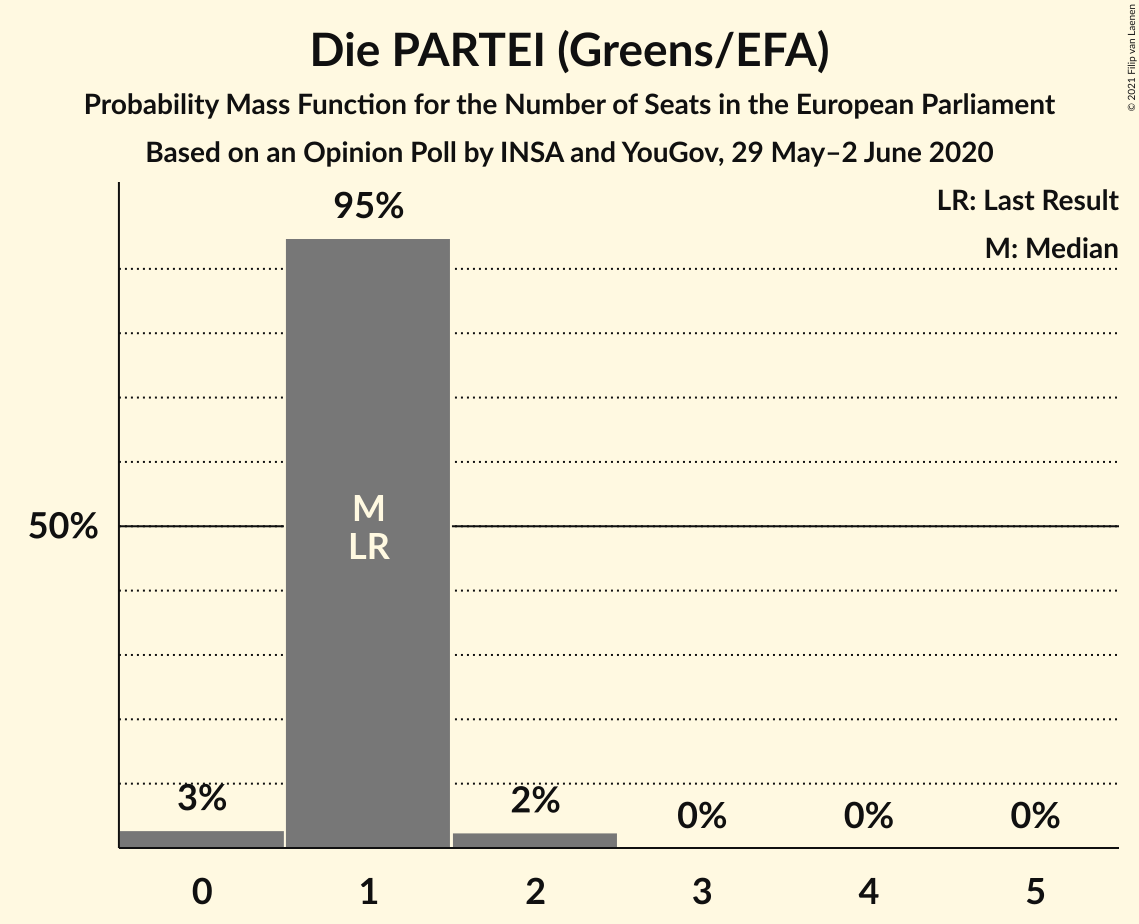 Die PARTEI (Greens/EFA)
Probability Mass Function for the Number of Seats in the European Parliament
Based on an Opinion Poll by INSA and YouGov, 29 May–2 June 2020
© 2021 Filip van Laenen
LR: Last Result
M: Median
95%
50%
M
LR
3%
2%
0%
0%
0%
0
1
2
3
4
5